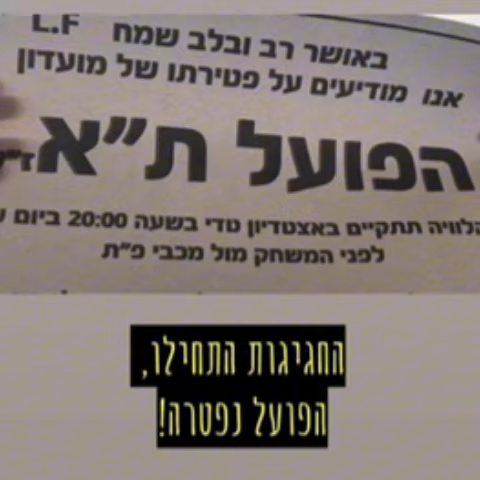 L.F
באושר רב ובלב שמח
אנו מודיעים על פטירתו של מועדון
הפועל ת״א
הלוויה תתקיים באצטדיון טדי בשעה 20:00 ביום
לפני המשחק מול מכבי פ״ת
החגיגות התחילו,
הפועל נפטרה!